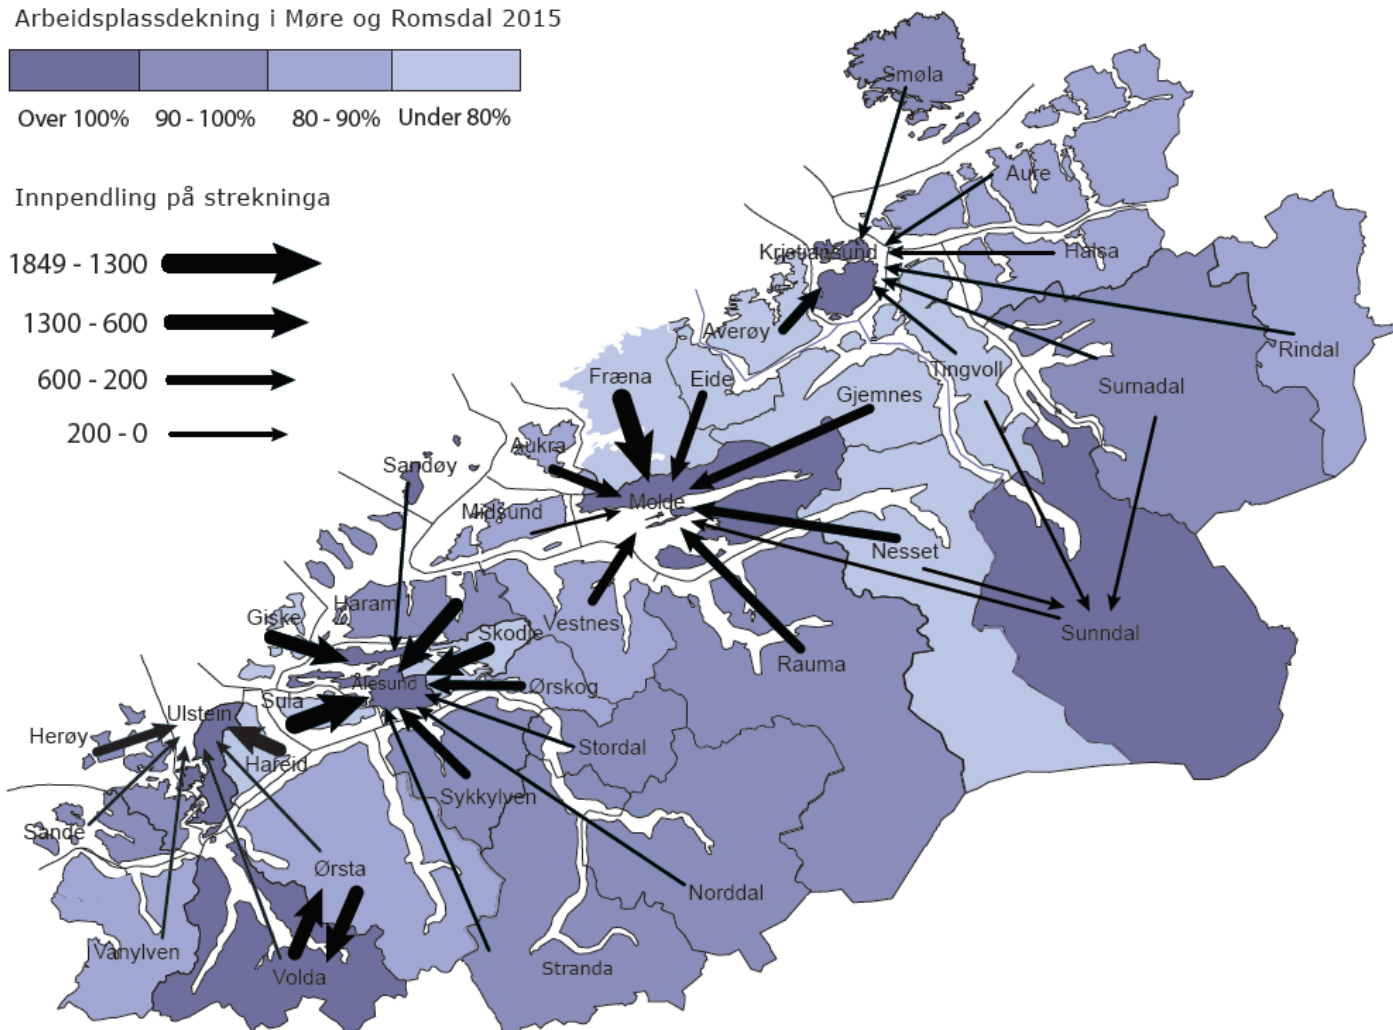 Arbeidsplassdekning i Møre og Romsdal 2015
Over 100% 90 - 100% 80 - 90% Under 80%
Innpendling på strekninga
1849 - 1300
1300 - 600
600 - 200
200 - 0
Smøla
Aure
Kristiansund
Halsa
Averøy
Rindal
Tingvoll
Surnadal
Fræna
Eide
Gjemnes
Aukra
Sandøy
Midsund
Molde
Nesset
Sunndal
Haram
Giske
Skodje
Vestnes
Rauma
Ålesund
Ørskog
Sula
Ulstein
Herøy
Hareid
Stordal
Sykkylven
Sande
Ørsta
Norddal
Vanylven
Volda
Stranda